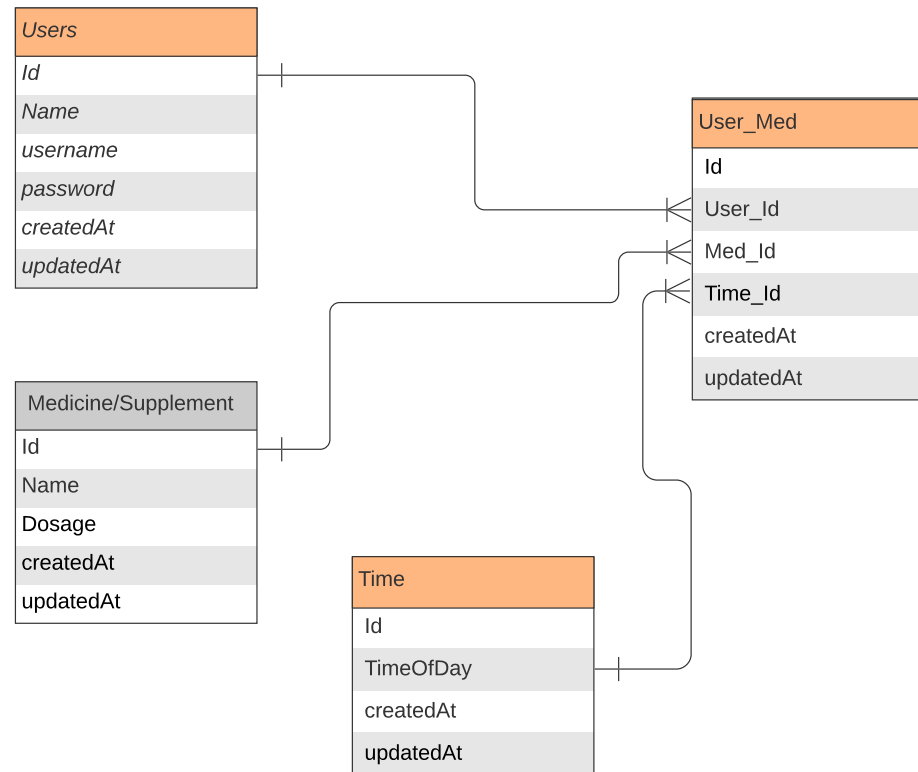 Users
Id
Name
username
password
createdAt
updatedAt
User_Med
Id
User_Id
Med_Id
Time_Id
createdAt
updatedAt
Medicine/Supplement
Id
Name
Dosage
createdAt
updatedAt
Time
Id
TimeOfDay
createdAt
updatedAt